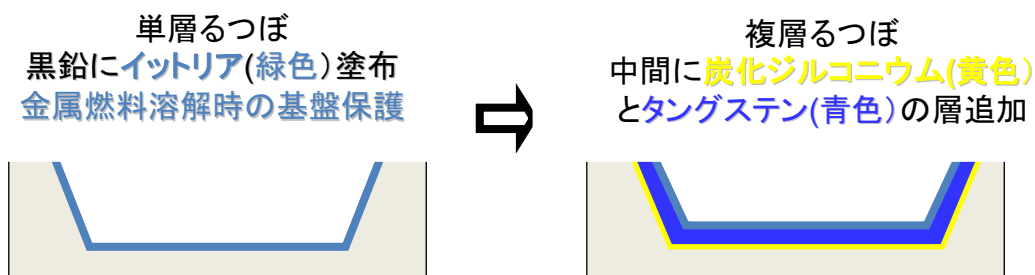 単層るつぼ
黒鉛にイットリア(緑色)塗布
金属燃料溶解時の基盤保護
複層るつぼ
中間に炭化ジルコニウム(黄色)
とタングステン(青色)の層追加